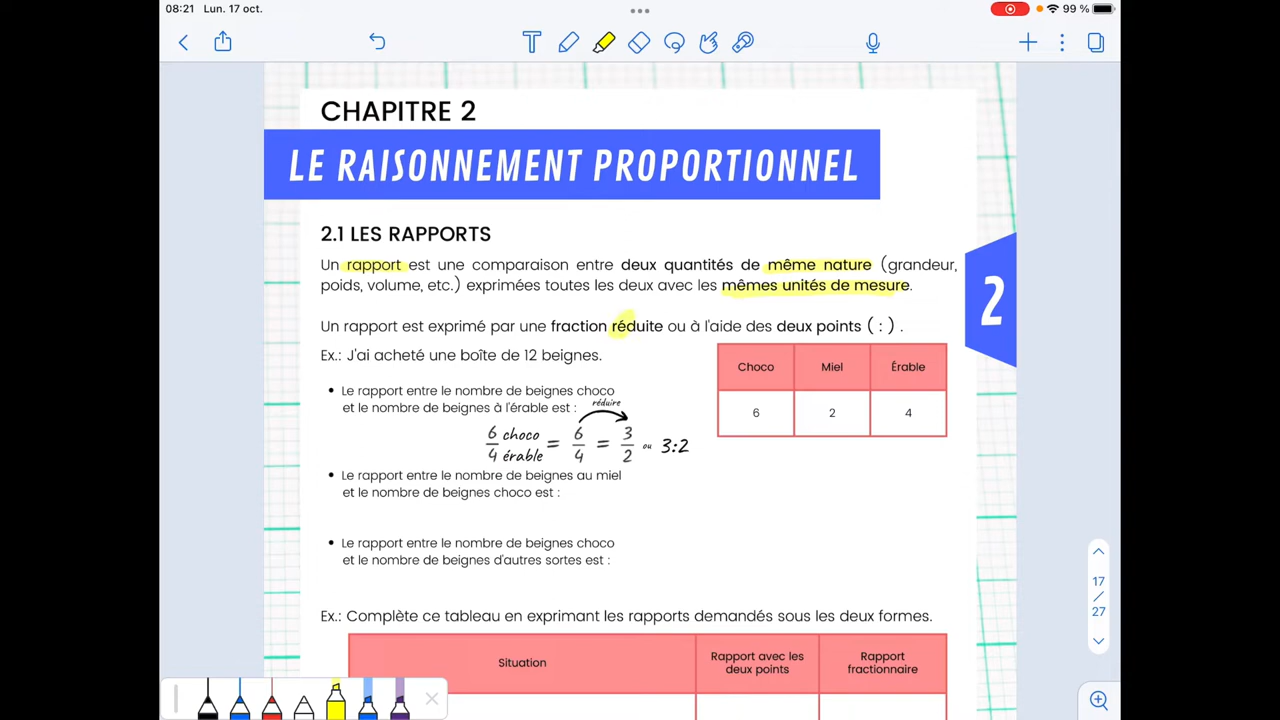 08:21 Lun. 17 oct.
99 %
CHAPITRE 2
LE RAISONNEMENT PROPORTIONNEL
2.1 LES RAPPORTS
Un rapport est une comparaison entre deux quantités de même nature (grandeur,
poids, volume, etc.) exprimées toutes les deux avec les mêmes unités de mesure.
2
Un rapport est exprimé par une fraction réduite ou à l'aide des deux points ( : ) .
Ex.: J'ai acheté une boîte de 12 beignes.
Choco Miel Érable
6 2 4
• Le rapport entre le nombre de beignes choco
et le nombre de beignes à l'érable est :
réduire
6 choco / 4 érable = 6/4 = 3/2 ou 3:2
• Le rapport entre le nombre de beignes au miel
et le nombre de beignes choco est :
• Le rapport entre le nombre de beignes choco
et le nombre de beignes d'autres sortes est :
17
/
27
Ex.: Complète ce tableau en exprimant les rapports demandés sous les deux formes.
Situation
Rapport avec les
deux points
Rapport
fractionnaire